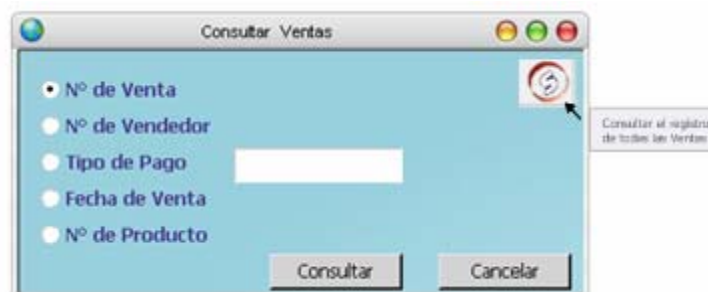 Consultar Ventas
Nº de Venta
Nº de Vendedor
Tipo de Pago
Fecha de Venta
Nº de Producto
Consultar el registro
de todas las Ventas
Consultar
Cancelar